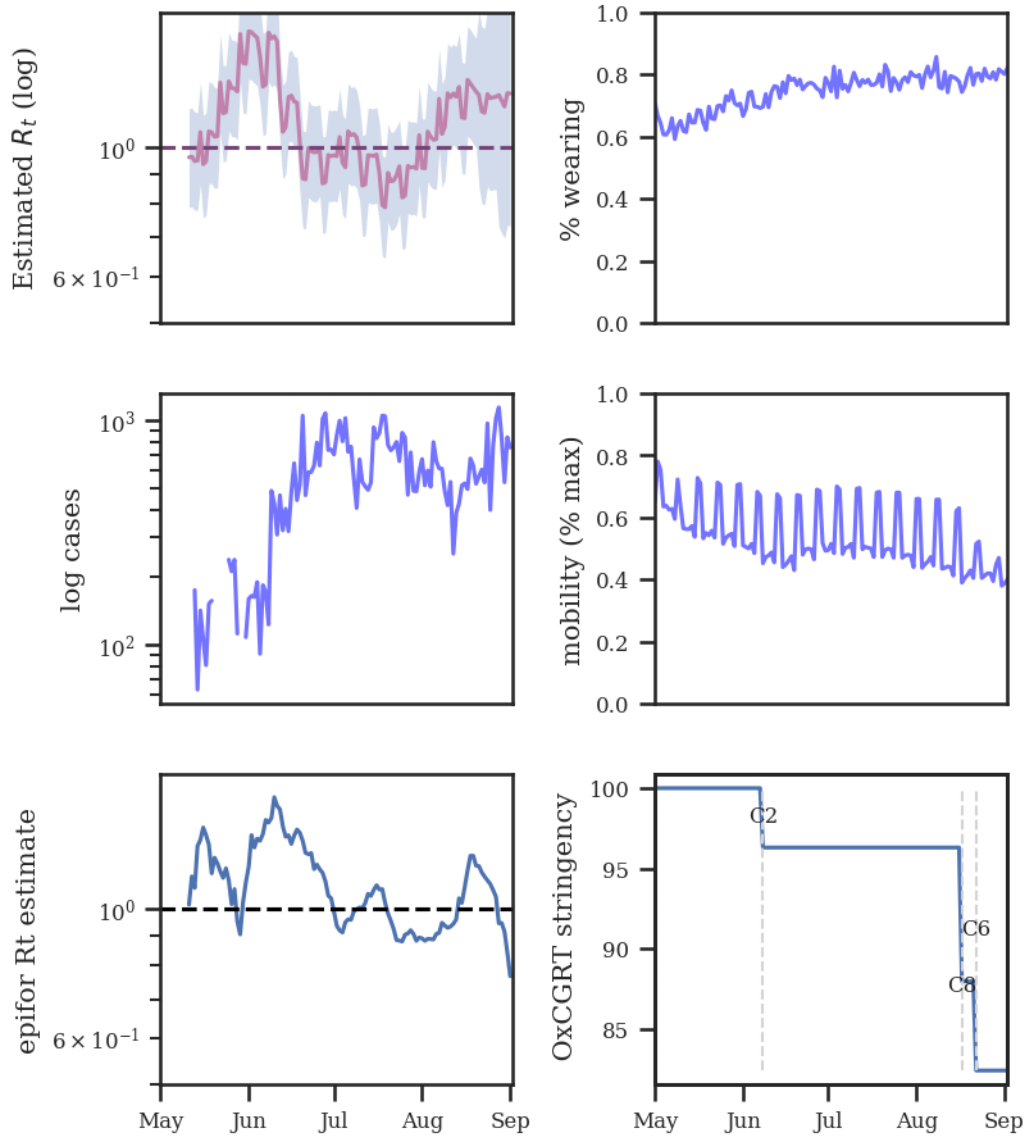 Estimated R_t (log)
10^0
6 × 10^-1
% wearing
1.0
0.8
0.6
0.4
0.2
0.0
log cases
10^3
10^2
mobility (% max)
1.0
0.8
0.6
0.4
0.2
0.0
epifor Rt estimate
10^0
6 × 10^-1
May Jun Jul Aug Sep
OxCGRT stringency
100
95
90
85
C2
C6
C8
May Jun Jul Aug Sep